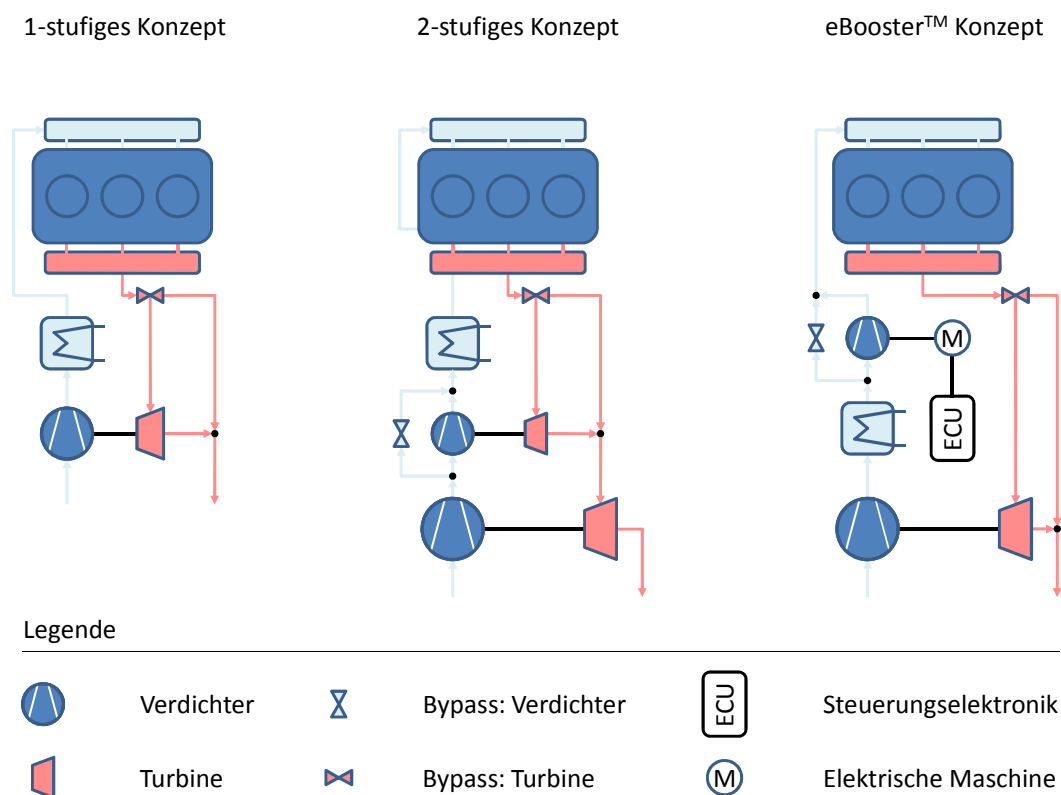 1-stufiges Konzept
2-stufiges Konzept
eBooster™ Konzept
M
ECU
Legende
Verdichter
Bypass: Verdichter
ECU
Steuerungselektronik
Turbine
Bypass: Turbine
M
Elektrische Maschine